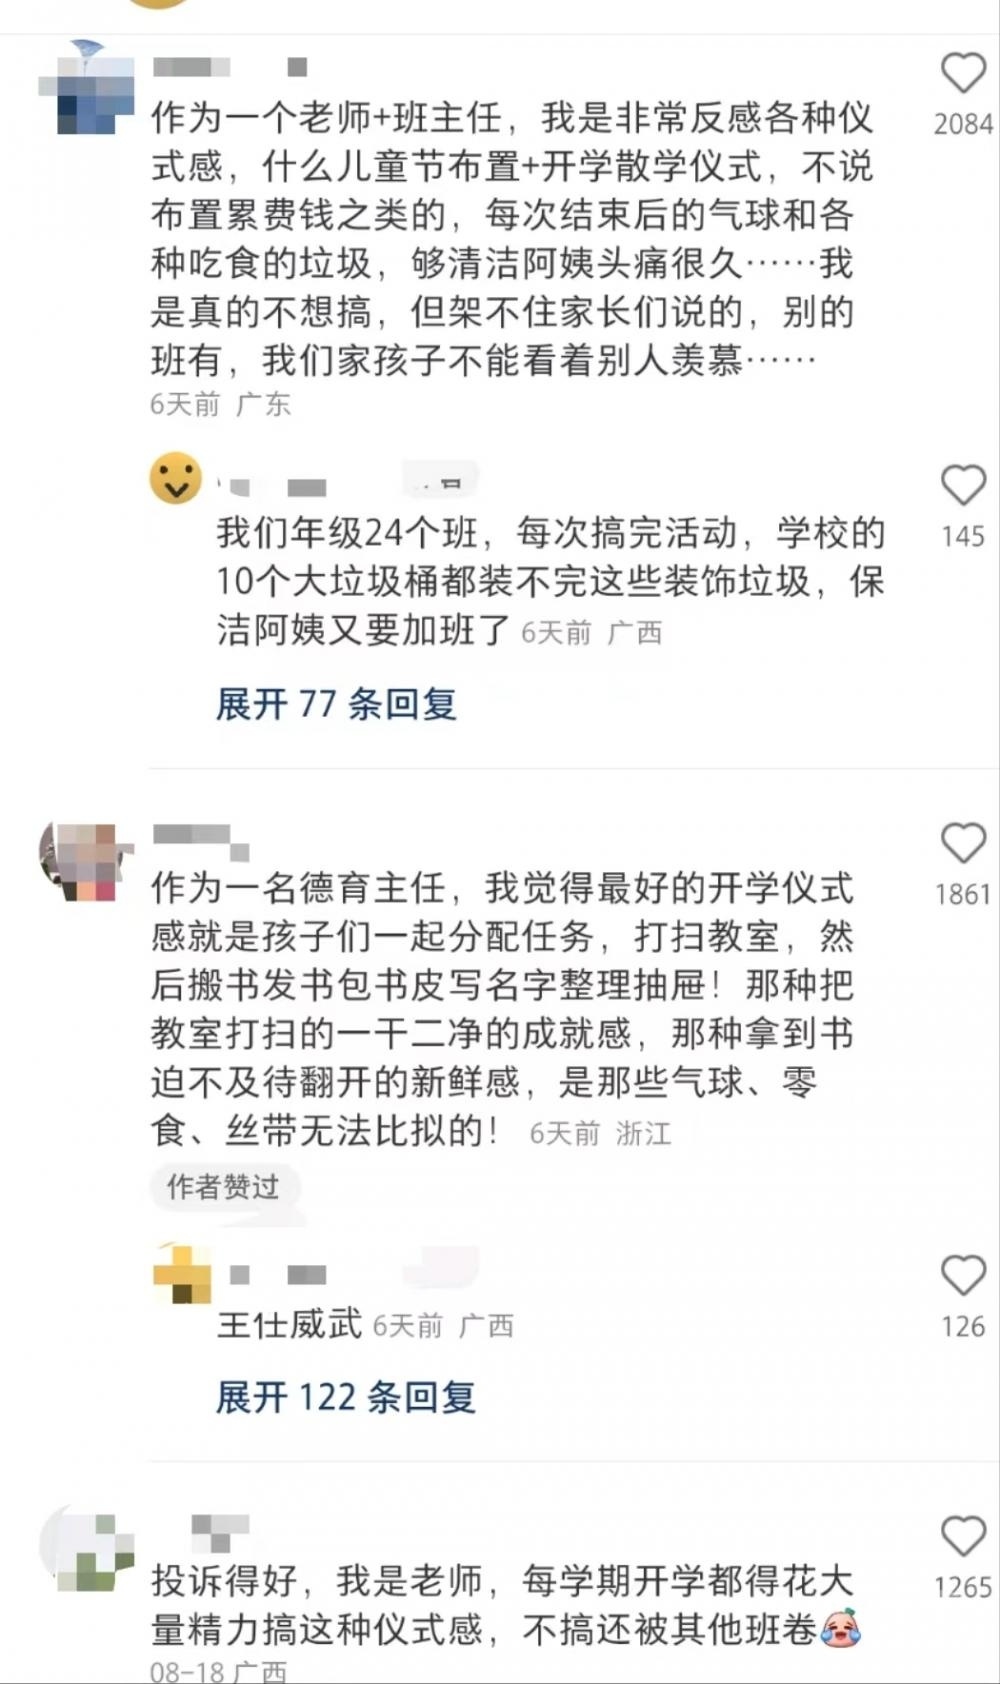 2084
作为一个老师+班主任，我是非常反感各种仪
式感，什么儿童节布置+开学散学仪式，不说
布置累费钱之类的，每次结束后的气球和各
种吃食的垃圾，够清洁阿姨头痛很久……我
是真的不想搞，但架不住家长们说的，别的
班有，我们家孩子不能看着别人羡慕……
6天前 广东
145
我们年级24个班，每次搞完活动，学校的
10个大垃圾桶都装不完这些装饰垃圾，保
洁阿姨又要加班了 6天前 广西
展开 77 条回复
1861
作为一名德育主任，我觉得最好的开学仪式
感就是孩子们一起分配任务，打扫教室，然
后搬书发书包书皮写名字整理抽屉！那种把
教室打扫的一干二净的成就感，那种拿到书
迫不及待翻开的新鲜感，是那些气球、零
食、丝带无法比拟的！ 6天前 浙江
作者赞过
126
王仕威武 6天前 广西
展开 122 条回复
1265
投诉得好，我是老师，每学期开学都得花大
量精力搞这种仪式感，不搞还被其他班卷
08-18 广西